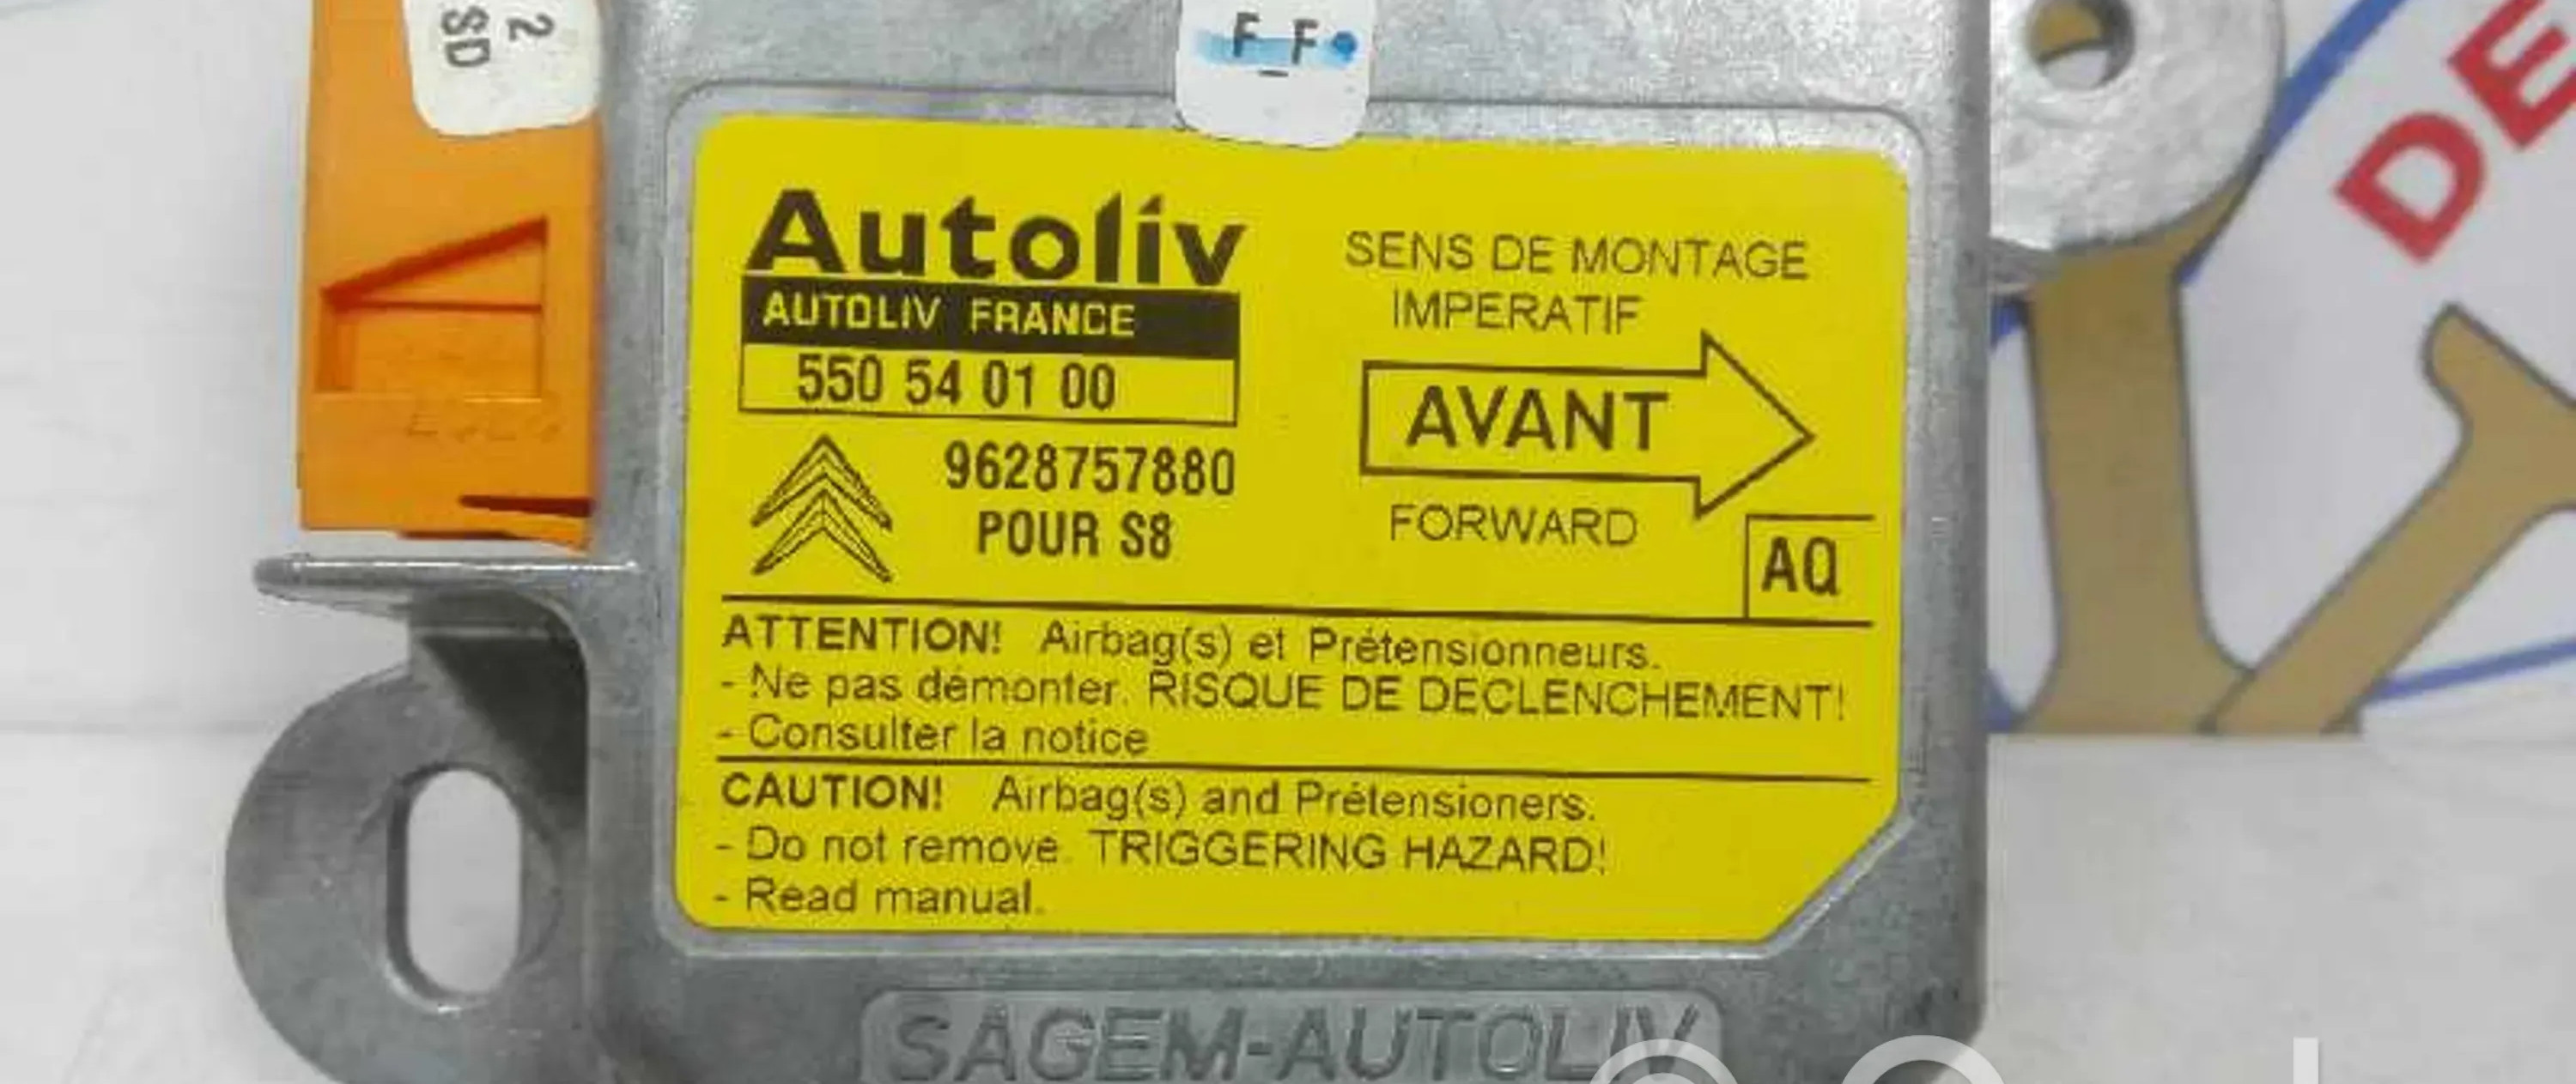 2
SD
F_F
DE
Autoliv
AUTOLIV FRANCE
550 54 01 00
9628757880
POUR S8
SENS DE MONTAGE
IMPERATIF
AVANT
FORWARD
AQ
ATTENTION! Airbag(s) et Prétensionneurs.
- Ne pas démonter. RISQUE DE DECLENCHEMENT!
- Consulter la notice
CAUTION! Airbag(s) and Prétensioners.
- Do not remove. TRIGGERING HAZARD!
- Read manual.
SAGEM-AUTOLIV